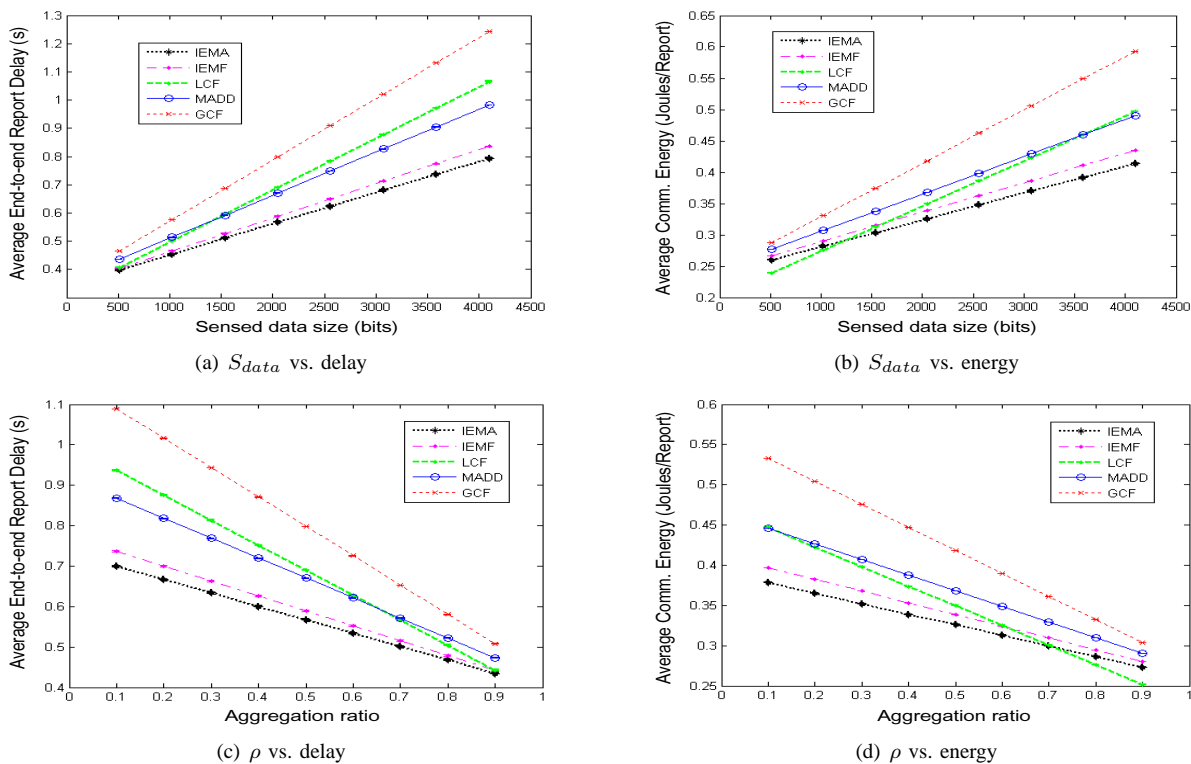 Average End-to-end Report Delay (s)
1.3
1.2
1.1
1
0.9
0.8
0.7
0.6
0.5
0.4
IEMA
IEMF
LCF
MADD
GCF
0 500 1000 1500 2000 2500 3000 3500 4000 4500
Sensed data size (bits)
(a) S_data vs. delay
Average Comm. Energy (Joules/Report)
0.65
0.6
0.55
0.5
0.45
0.4
0.35
0.3
0.25
0.2
IEMA
IEMF
LCF
MADD
GCF
0 500 1000 1500 2000 2500 3000 3500 4000 4500
Sensed data size (bits)
(b) S_data vs. energy
Average End-to-end Report Delay (s)
1.1
1
0.9
0.8
0.7
0.6
0.5
0.4
IEMA
IEMF
LCF
MADD
GCF
0 0.1 0.2 0.3 0.4 0.5 0.6 0.7 0.8 0.9 1
Aggregation ratio
(c) ρ vs. delay
Average Comm. Energy (Joules/Report)
0.6
0.55
0.5
0.45
0.4
0.35
0.3
0.25
IEMA
IEMF
LCF
MADD
GCF
0 0.1 0.2 0.3 0.4 0.5 0.6 0.7 0.8 0.9 1
Aggregation ratio
(d) ρ vs. energy